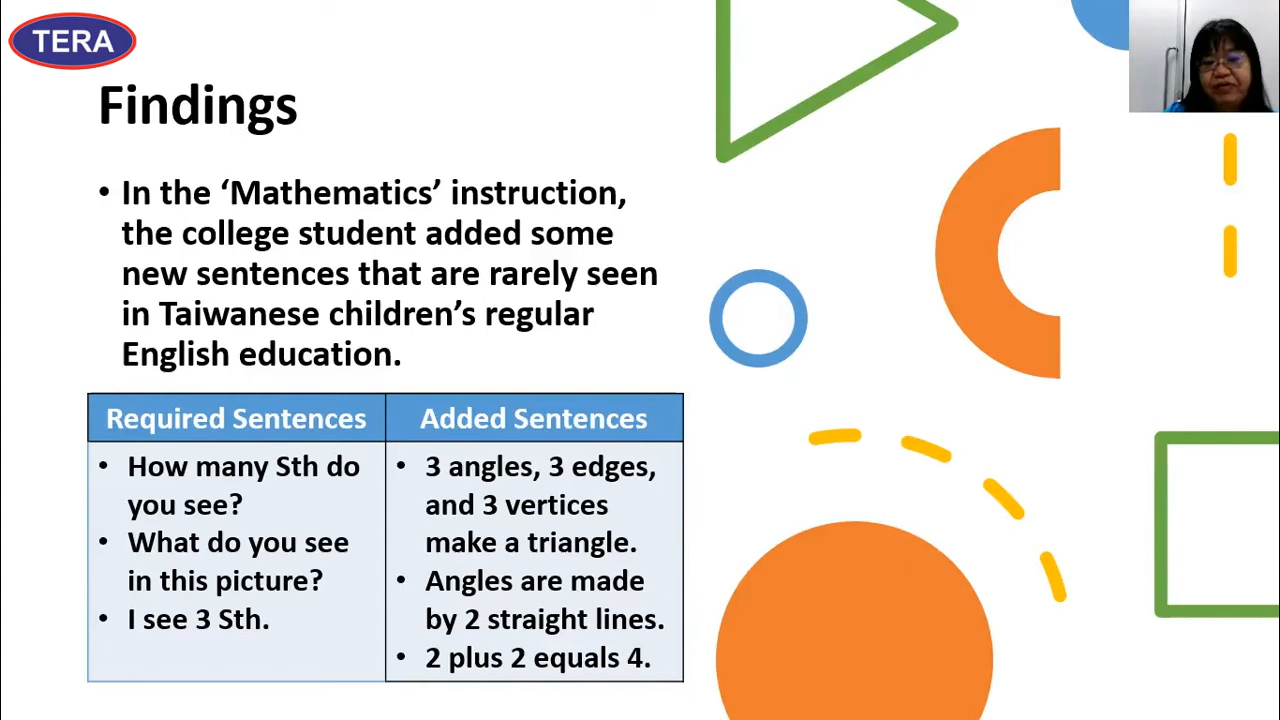 TERA
Findings
• In the ‘Mathematics’ instruction,
the college student added some
new sentences that are rarely seen
in Taiwanese children’s regular
English education.
Required Sentences
• How many Sth do
you see?
• What do you see
in this picture?
• I see 3 Sth.
Added Sentences
• 3 angles, 3 edges,
and 3 vertices
make a triangle.
• Angles are made
by 2 straight lines.
• 2 plus 2 equals 4.